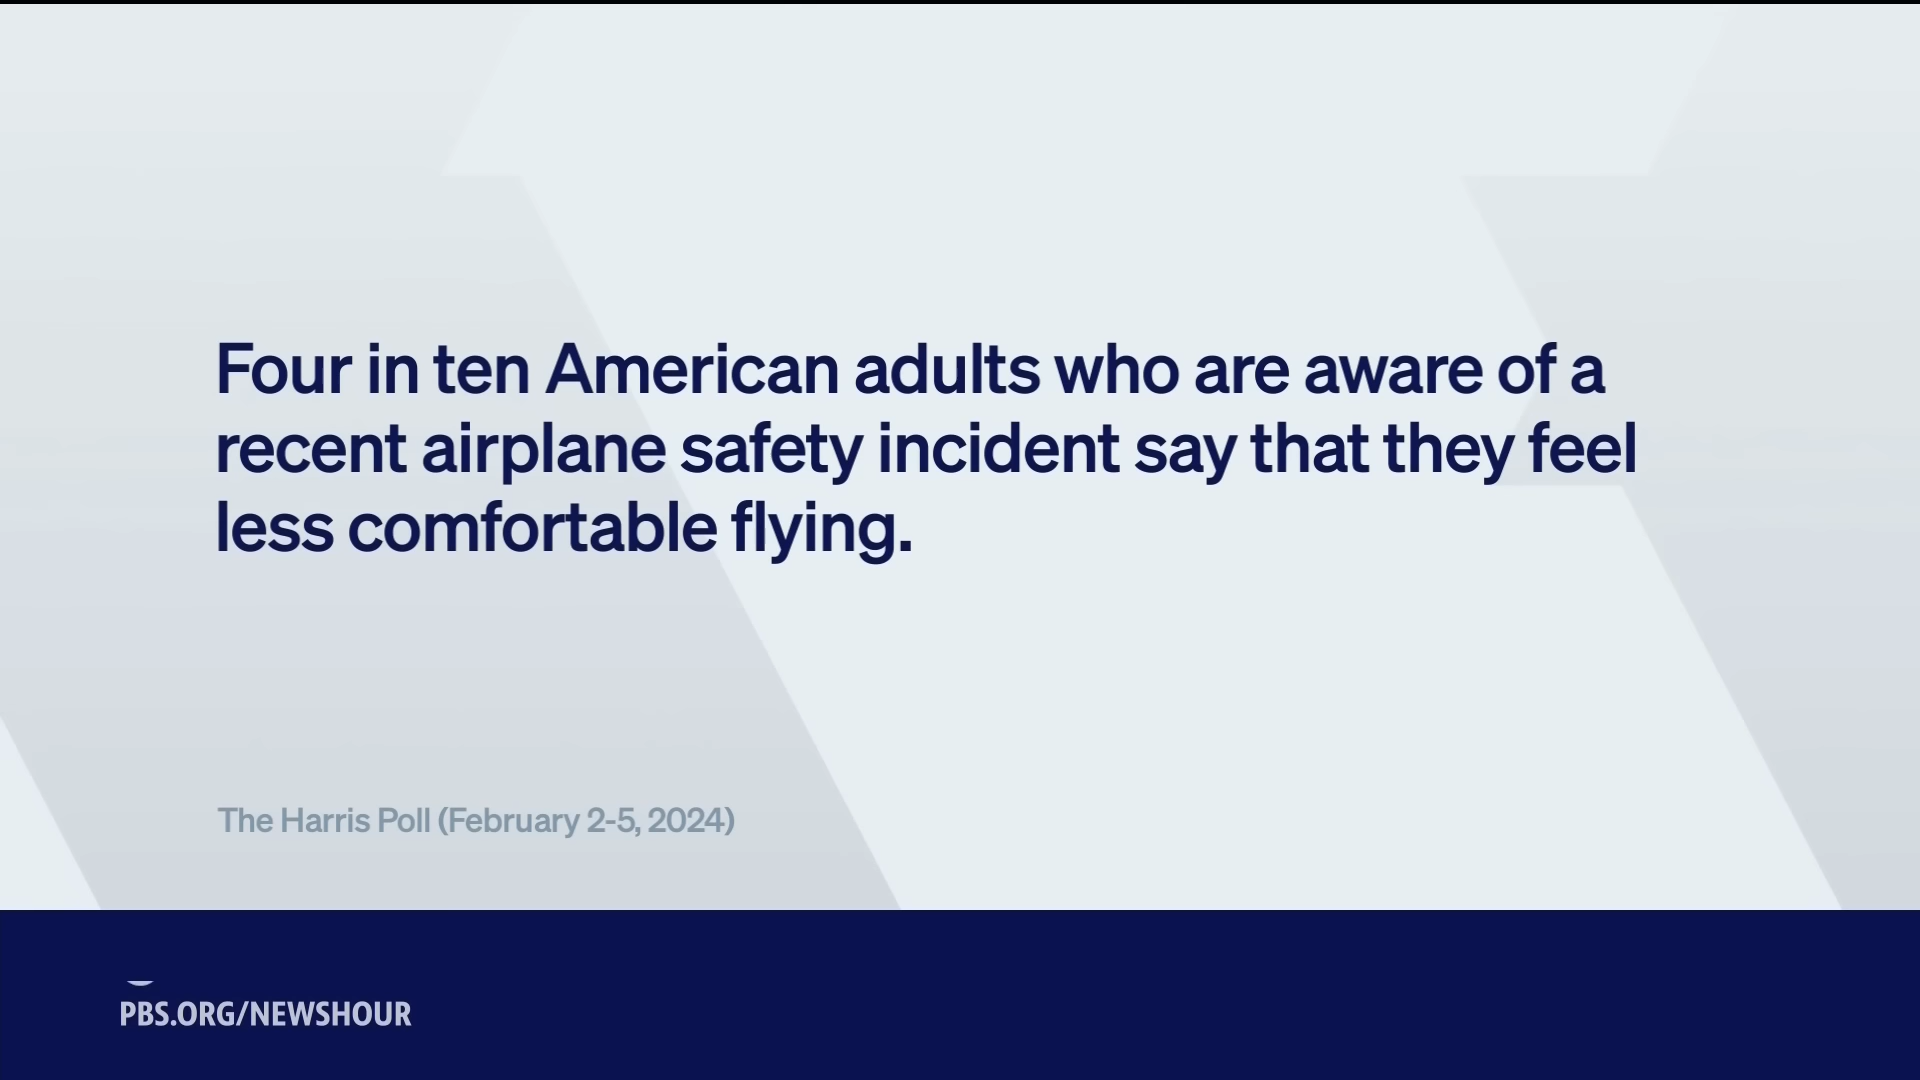 Four in ten American adults who are aware of a
recent airplane safety incident say that they feel
less comfortable flying.
The Harris Poll (February 2-5, 2024)
PBS.ORG/NEWSHOUR